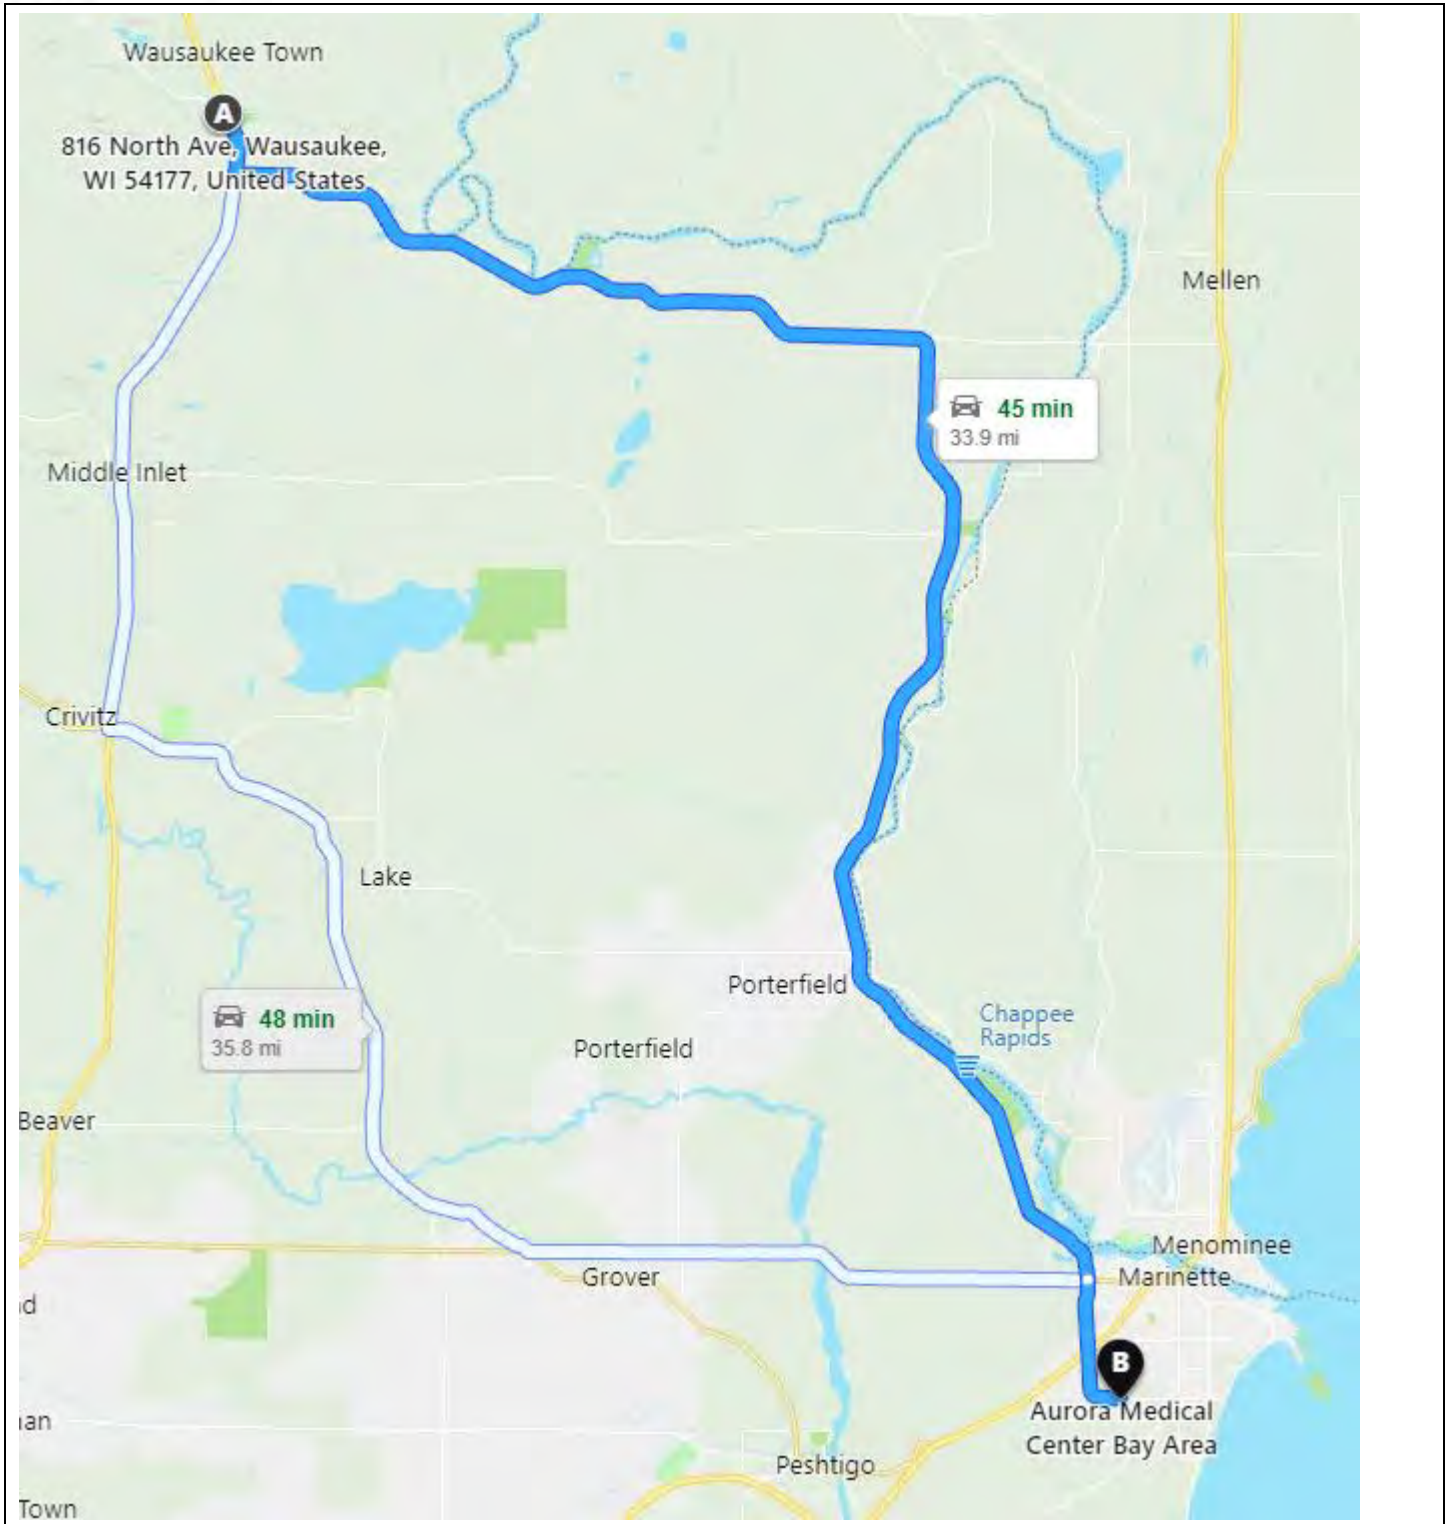 Wausaukee Town
A
816 North Ave, Wausaukee,
WI 54177, United States
Mellen
45 min
33.9 mi
Middle Inlet
Crivitz
Lake
Porterfield
Chappee
Rapids
48 min
35.8 mi
Porterfield
Beaver
Menominee
Marinette
Grover
nd
B
Aurora Medical
Center Bay Area
an
Peshtigo
Town